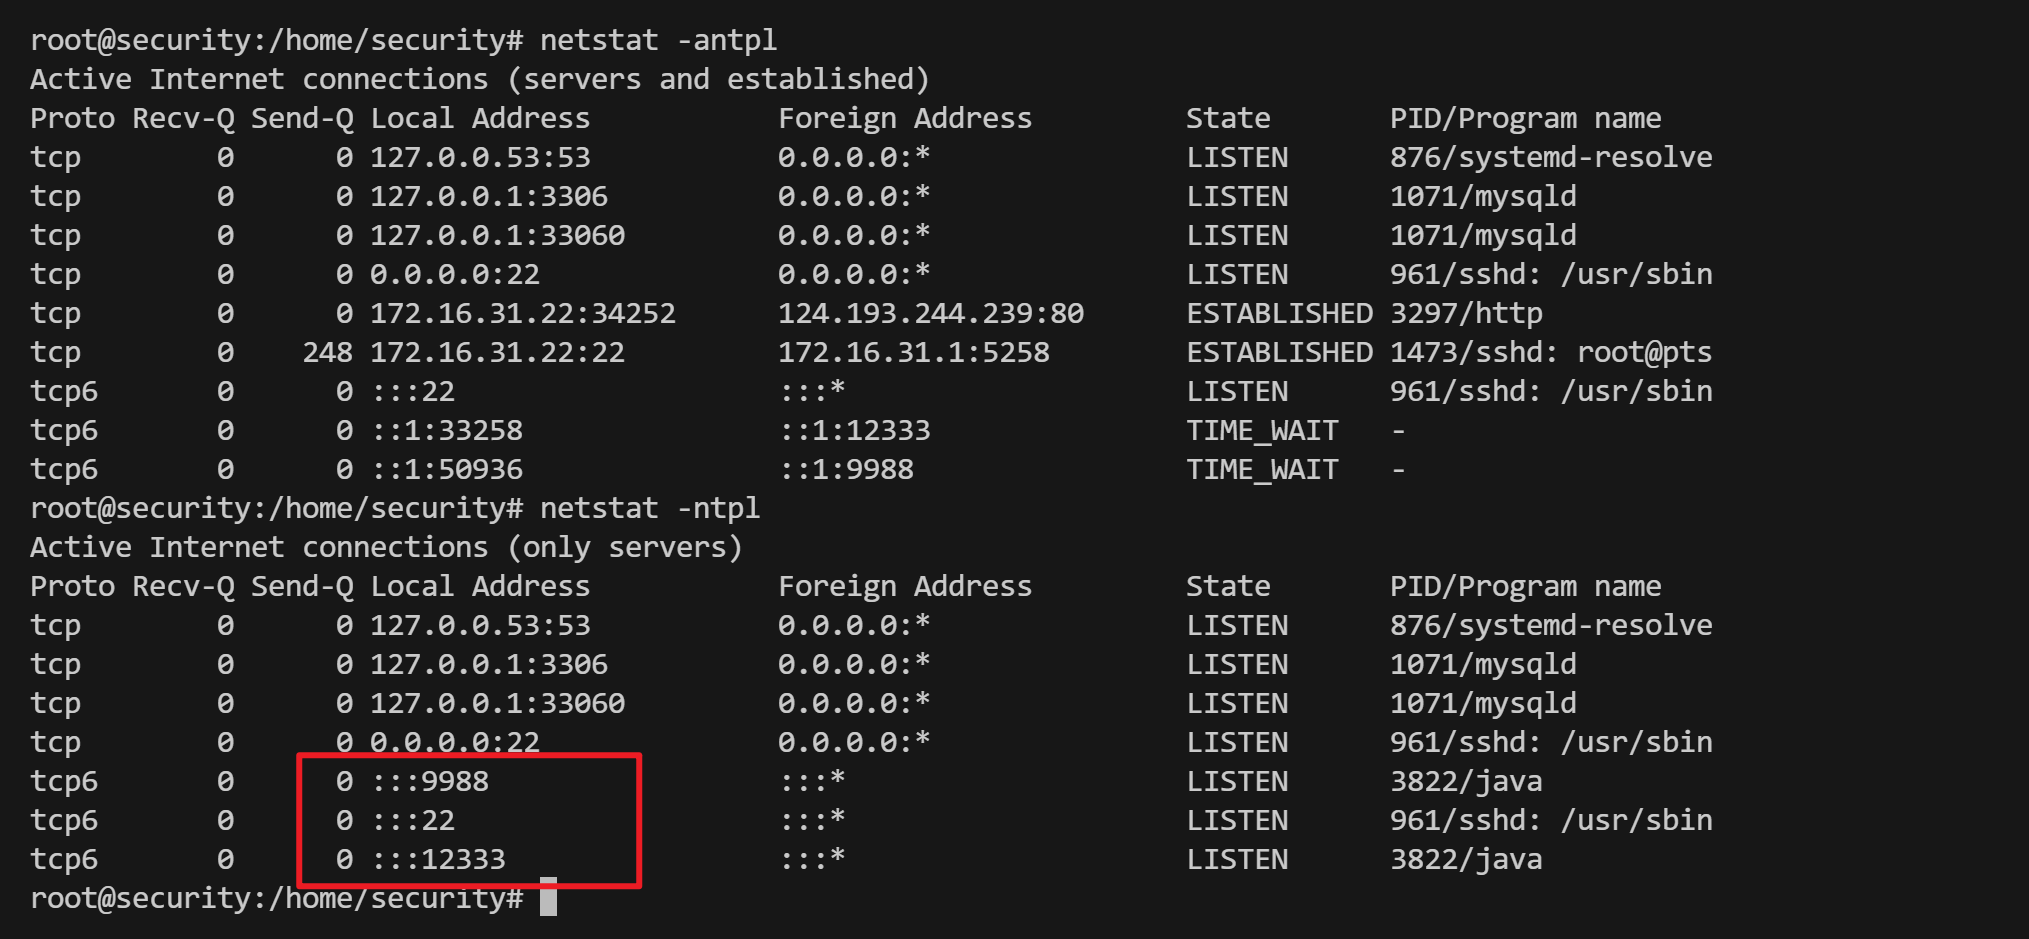 root@security:/home/security# netstat -antpl
Active Internet connections (servers and established)
Proto Recv-Q Send-Q Local Address           Foreign Address         State       PID/Program name
tcp        0      0 127.0.0.53:53           0.0.0.0:*               LISTEN      876/systemd-resolve
tcp        0      0 127.0.0.1:3306          0.0.0.0:*               LISTEN      1071/mysqld
tcp        0      0 127.0.0.1:33060         0.0.0.0:*               LISTEN      1071/mysqld
tcp        0      0 0.0.0.0:22              0.0.0.0:*               LISTEN      961/sshd: /usr/sbin
tcp        0      0 172.16.31.22:34252      124.193.244.239:80      ESTABLISHED 3297/http
tcp        0    248 172.16.31.22:22         172.16.31.1:5258        ESTABLISHED 1473/sshd: root@pts
tcp6       0      0 :::22                   :::*                    LISTEN      961/sshd: /usr/sbin
tcp6       0      0 ::1:33258               ::1:12333               TIME_WAIT   -
tcp6       0      0 ::1:50936               ::1:9988                TIME_WAIT   -
root@security:/home/security# netstat -ntpl
Active Internet connections (only servers)
Proto Recv-Q Send-Q Local Address           Foreign Address         State       PID/Program name
tcp        0      0 127.0.0.53:53           0.0.0.0:*               LISTEN      876/systemd-resolve
tcp        0      0 127.0.0.1:3306          0.0.0.0:*               LISTEN      1071/mysqld
tcp        0      0 127.0.0.1:33060         0.0.0.0:*               LISTEN      1071/mysqld
tcp        0      0 0.0.0.0:22              0.0.0.0:*               LISTEN      961/sshd: /usr/sbin
tcp6       0      0 :::9988                 :::*                    LISTEN      3822/java
tcp6       0      0 :::22                   :::*                    LISTEN      961/sshd: /usr/sbin
tcp6       0      0 :::12333                :::*                    LISTEN      3822/java
root@security:/home/security#